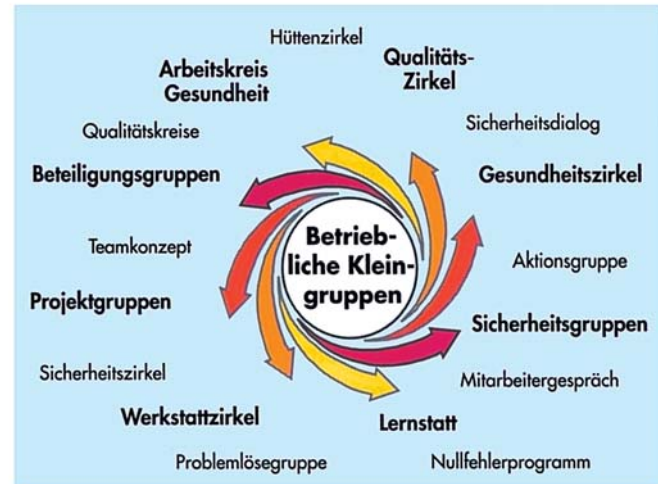 Hüttenzirkel
Arbeitskreis
Gesundheit
Qualitäts-
Zirkel
Qualitätskreise
Sicherheitsdialog
Beteiligungsgruppen
Gesundheitszirkel
Betrieb-
liche Klein-
gruppen
Teamkonzept
Aktionsgruppe
Projektgruppen
Sicherheitsgruppen
Sicherheitszirkel
Mitarbeitergespräch
Werkstattzirkel
Lernstatt
Problemlösegruppe
Nullfehlerprogramm